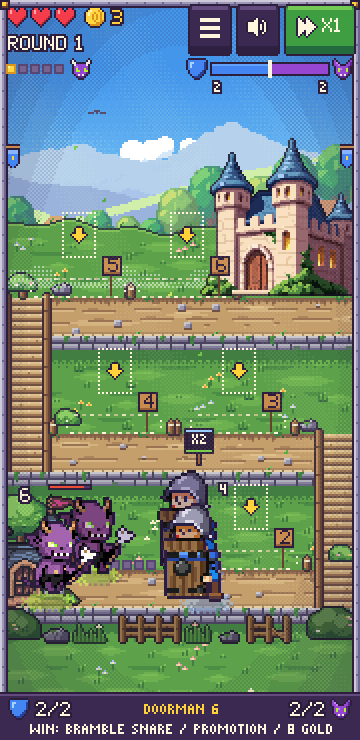 3
X1
ROUND 1
2 2
5 6
4 3
X2
6 4
2
2/2 DOORMAN 6 2/2
WIN: BRAMBLE SNARE / PROMOTION / 8 GOLD